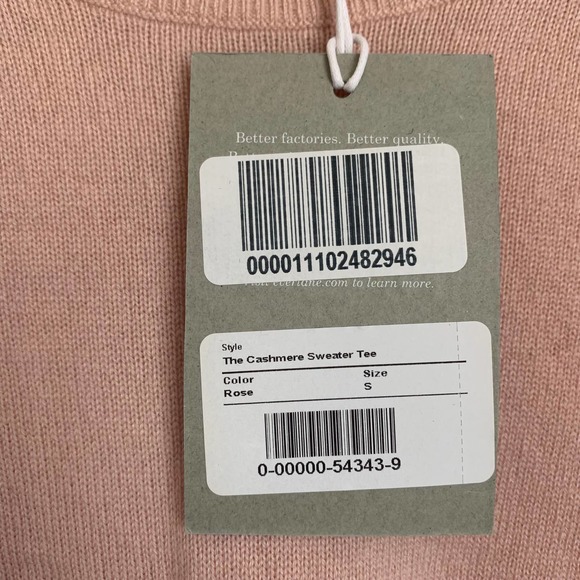 Better factories. Better quality.
000011102482946
Visit everlane.com to learn more.
Style
The Cashmere Sweater Tee
Color Size
Rose S
0-00000-54343-9